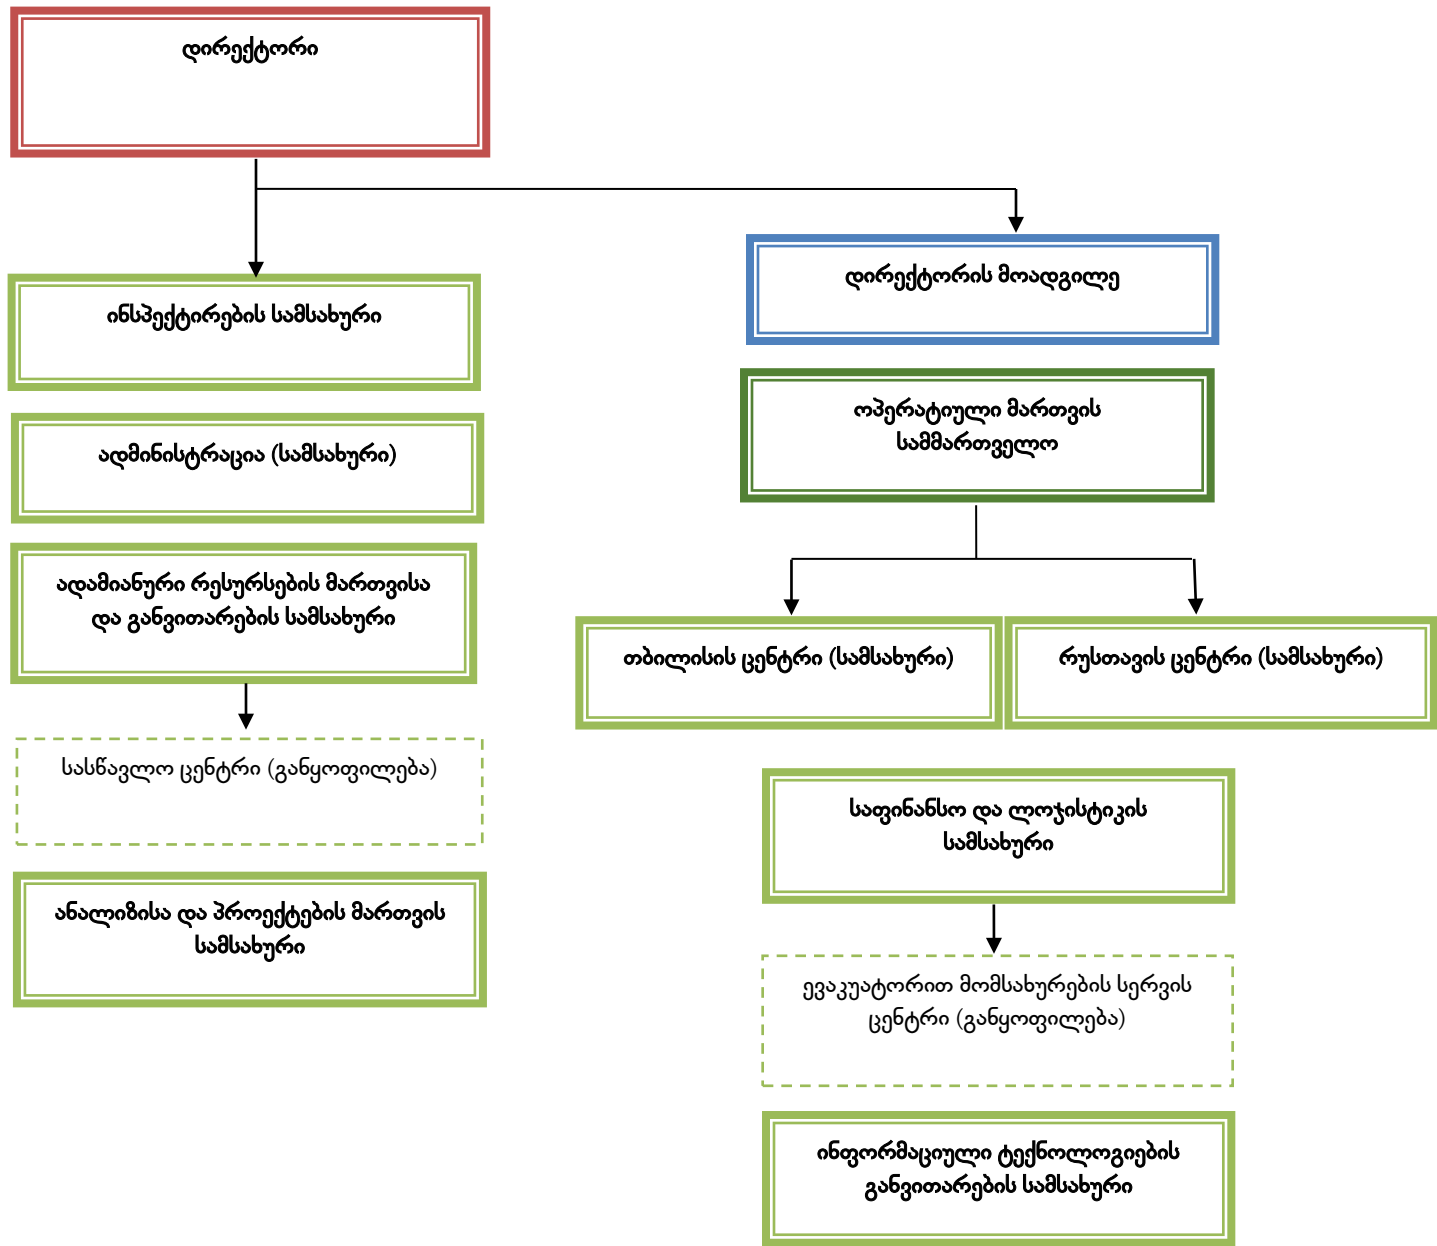 დირექტორი
ინსპექტირების სამსახური
ადმინისტრაცია (სამსახური)
ადამიანური რესურსების მართვისა
და განვითარების სამსახური
სასწავლო ცენტრი (განყოფილება)
ანალიზისა და პროექტების მართვის
სამსახური
დირექტორის მოადგილე
ოპერატიული მართვის
სამმართველო
თბილისის ცენტრი (სამსახური)
რუსთავის ცენტრი (სამსახური)
საფინანსო და ლოჯისტიკის
სამსახური
ევაკუატორით მომსახურების სერვის
ცენტრი (განყოფილება)
ინფორმაციული ტექნოლოგიების
განვითარების სამსახური